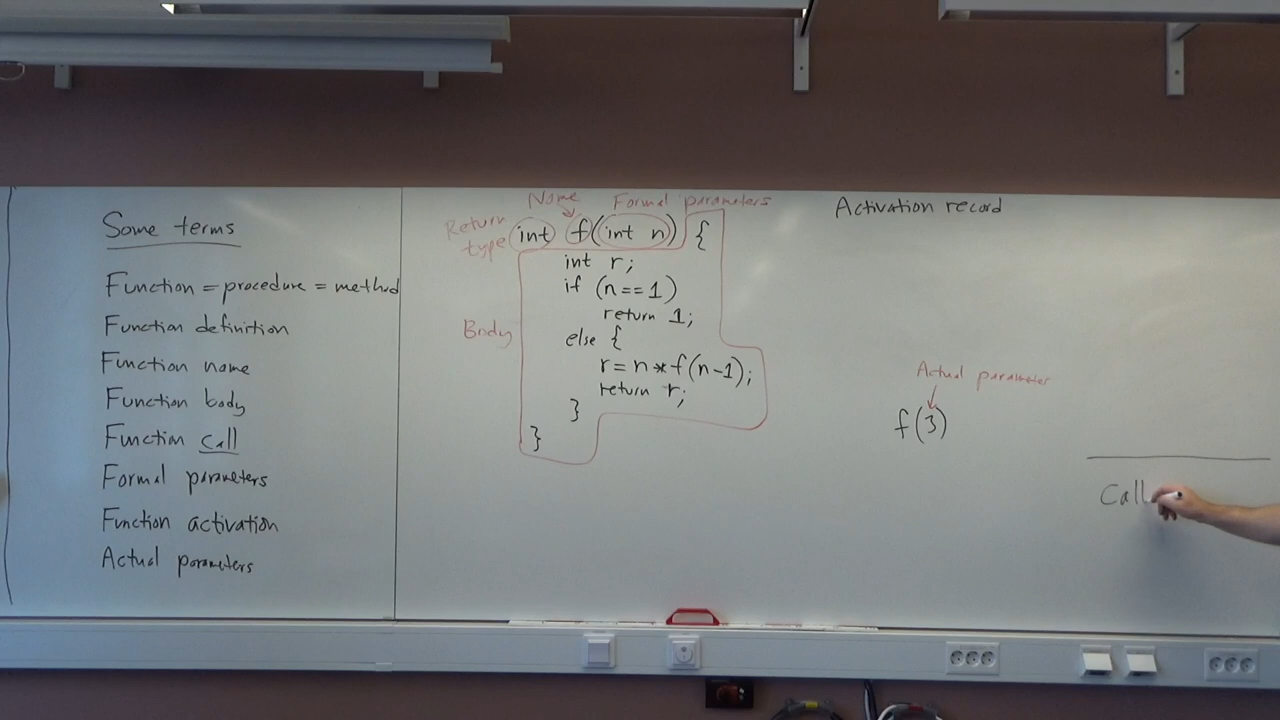 Some terms
Function = procedure = method
Function definition
Function name
Function body
Function call
Formal parameters
Function activation
Actual parameters
Name
Formal parameters
Return
type
int f(int n) {
int r;
if (n==1)
return 1;
else {
r=n*f(n-1);
return r;
}
}
Body
Activation record
Actual parameter
f(3)
Call